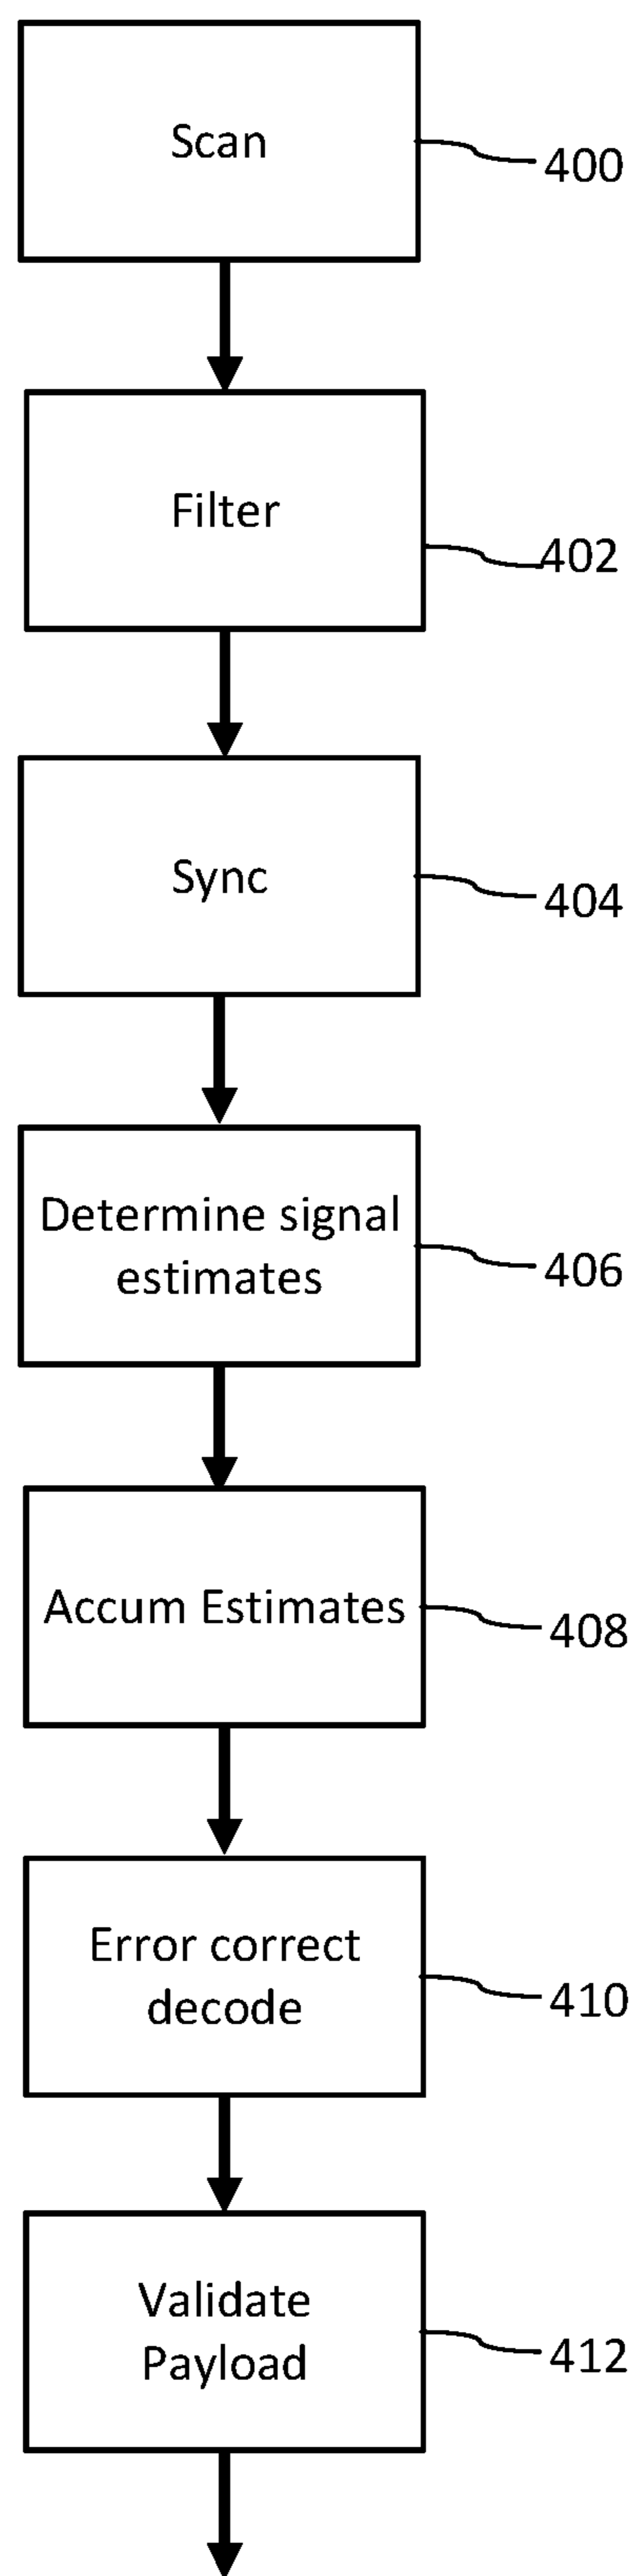 Scan
400
Filter
402
Sync
404
Determine signal
estimates
406
Accum Estimates
408
Error correct
decode
410
Validate
Payload
412